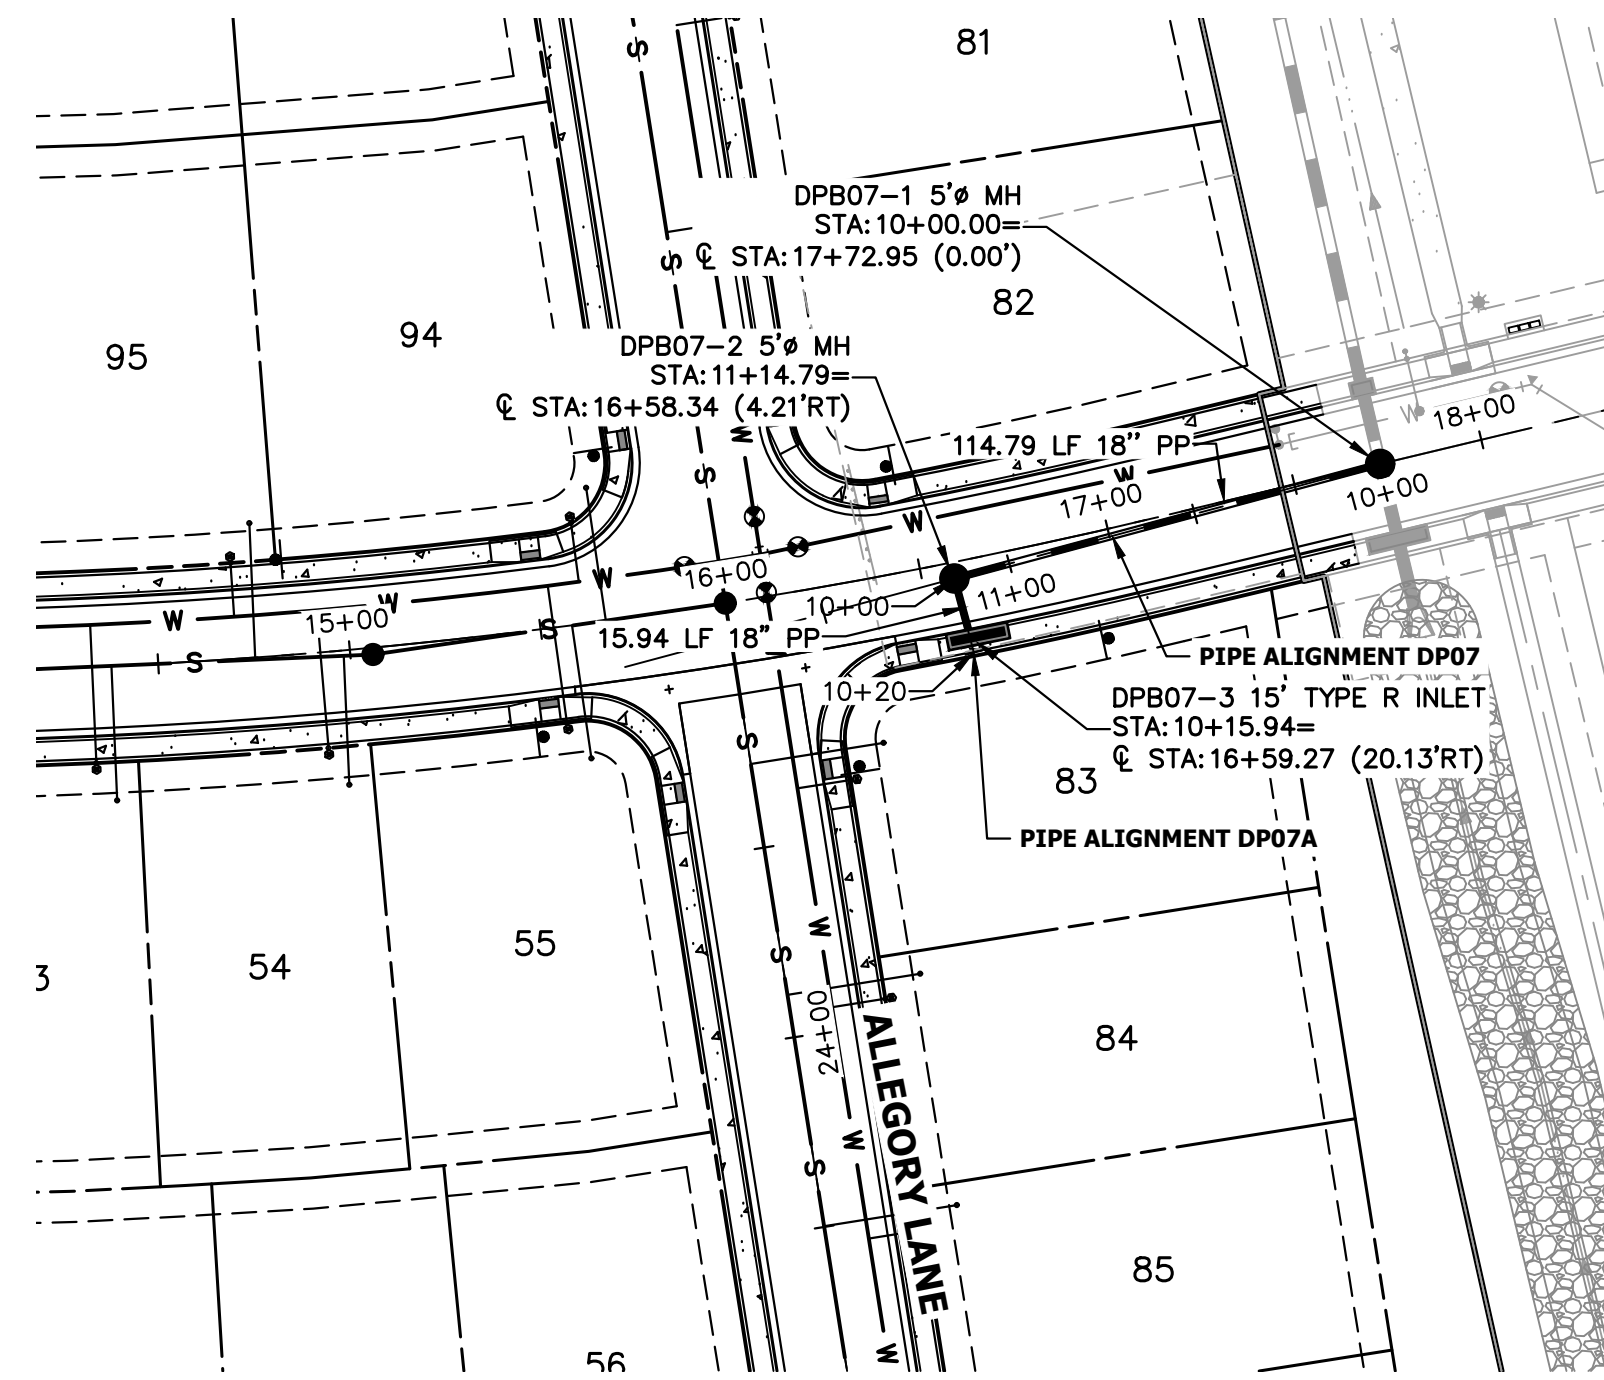 81
DPB07-1 5'ø MH
STA:10+00.00=
℄ STA:17+72.95 (0.00')
82
94
95
DPB07-2 5'ø MH
STA:11+14.79=
℄ STA:16+58.34 (4.21'RT)
114.79 LF 18" PP
18+00
17+00
10+00
16+00
11+00
10+00
15+00
15.94 LF 18" PP
PIPE ALIGNMENT DP07
10+20
DPB07-3 15' TYPE R INLET
STA:10+15.94=
℄ STA:16+59.27 (20.13'RT)
83
PIPE ALIGNMENT DP07A
55
54
3
24+00
ALLEGORY LANE
84
85
56
S
S
S
S
S
S
S
S
W
W
W
W
W
W
W
W
W
W
E